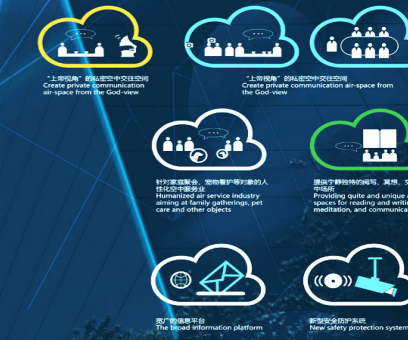 “上帝视角”的私密空中交往空间
Create private communication
air-space from the God-view
“上帝视角”的私密空中交往空间
Create private communication air-space from
the God-view
针对家庭聚会、宠物看护等对象的人
性化空中服务业
Humanized air service industry
aiming at family gatherings, pet
care and other objects
提供宁静独特的阅写、冥想、交
中场所
Providing quite and unique a
spaces for reading and writin
meditation, and communica
宽广的信息平台
The broad information platform
新型安全防护系统
New safety protection system